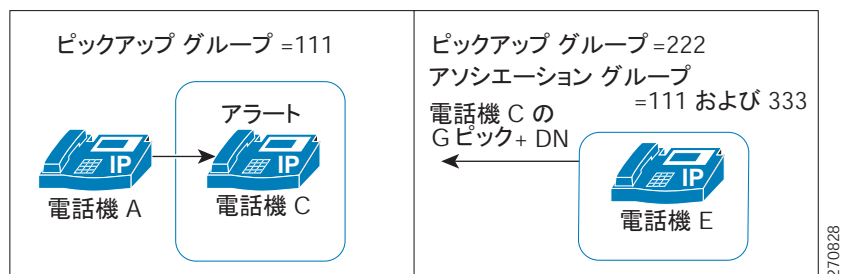 ピックアップ グループ =111
アラート
IP
IP
電話機 A
電話機 C
ピックアップ グループ =222
アソシエーション グループ
=111 および 333
電話機 C の
G ピック + DN
IP
電話機 E
270828